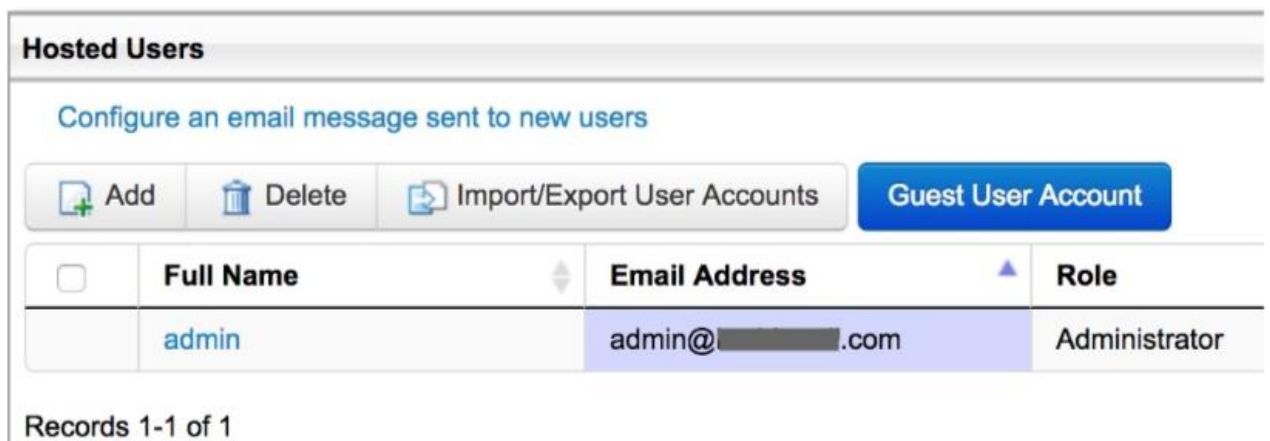 Hosted Users
Configure an email message sent to new users
Add Delete Import/Export User Accounts Guest User Account
Full Name Email Address Role
admin admin@ .com Administrator
Records 1-1 of 1